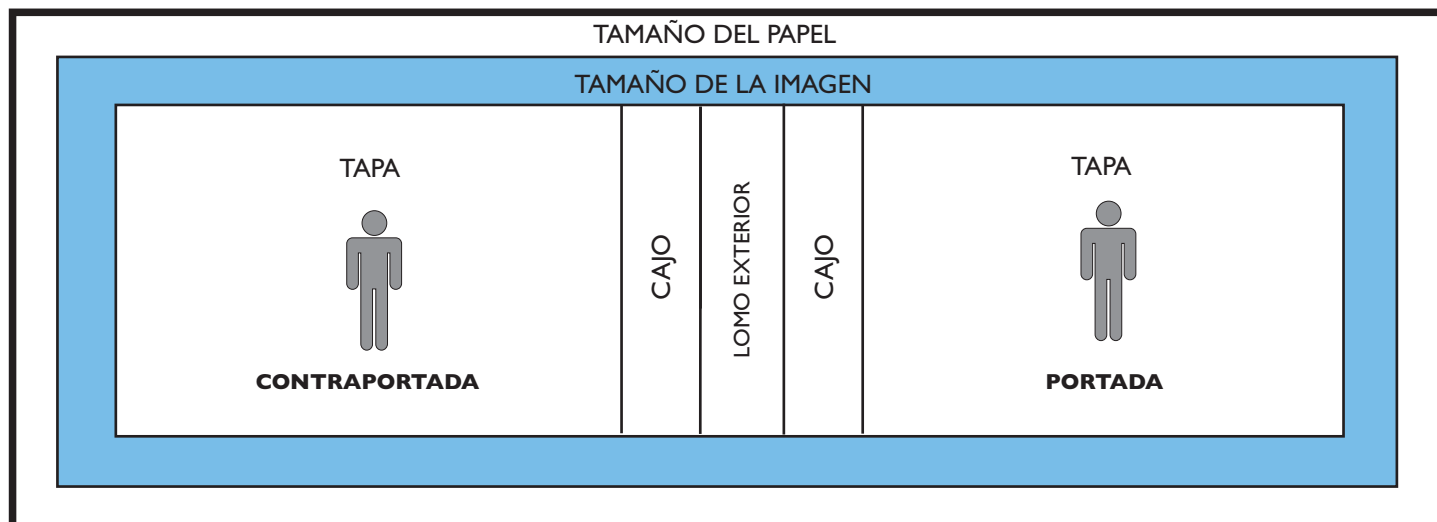 TAMAÑO DEL PAPEL
TAMAÑO DE LA IMAGEN
TAPA
CONTRAPORTADA
CAJO
LOMO EXTERIOR
CAJO
TAPA
PORTADA